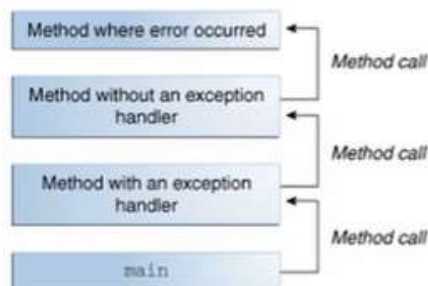 Method where error occurred
Method call
Method without an exception
handler
Method call
Method with an exception
handler
Method call
main